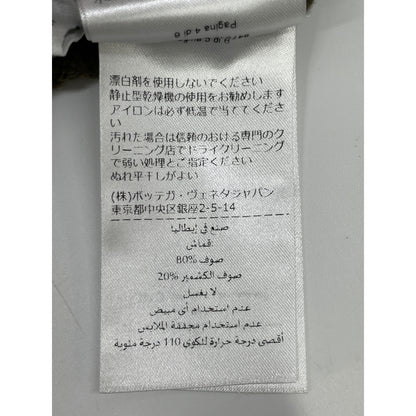 Pagina 4 di 6
漂白剤を使用しないでください
静止型乾燥機の使用をお勧めします
アイロンは必ず低温で当ててください
汚れた場合は信頼のおける専門のク
リーニング店でドライクリーニング
で弱い処理とご指定ください
ぬれ平干しがよい
(株)ボッテガ・ヴェネタジャパン
東京都中央区銀座2-5-14
صنع في إيطاليا
قماش
صوف %80
صوف الكشمير %20
لا يغسل
عدم استخدام أي مبيض
عدم استخدام مجففة الملابس
أقصى درجة حرارة للكوي 110 درجة مئوية